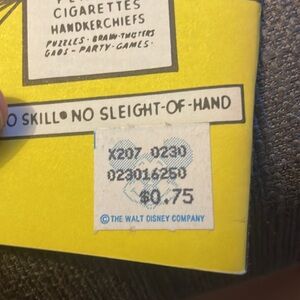 CIGARETTES
HANDKERCHIEFS
PUZZLES · BRAIN-TWISTERS
GAGS - PARTY-GAMES
O SKILL • NO SLEIGHT-OF-HAND
X207 0230
023016250
$0.75
© THE WALT DISNEY COMPANY